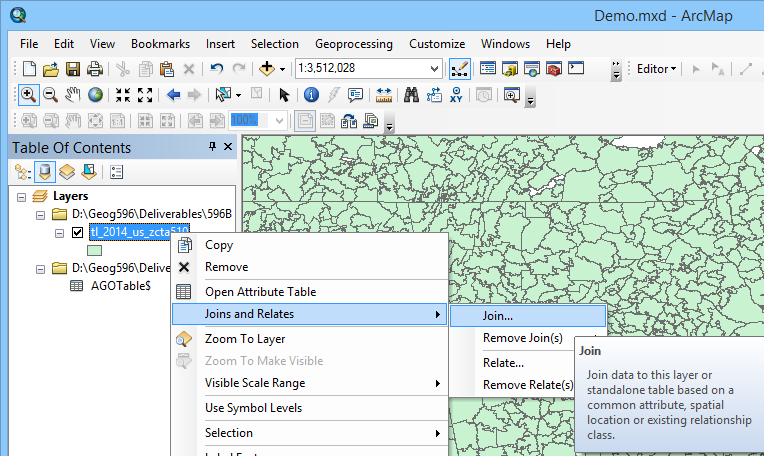 Demo.mxd - ArcMap
File Edit View Bookmarks Insert Selection Geoprocessing Customize Windows Help
1:3,512,028 Editor
XY
100%
Table Of Contents
Layers
D:\Geog596\Deliverables\596B
tl_2014_us_zcta510
D:\Geog596\Delive
AGOTable$
Copy
Remove
Open Attribute Table
Joins and Relates
Zoom To Layer
Zoom To Make Visible
Visible Scale Range
Use Symbol Levels
Selection
Join...
Remove Join(s)
Relate...
Remove Relate(s)
Join
Join data to this layer or
standalone table based on a
common attribute, spatial
location or existing relationship
class.